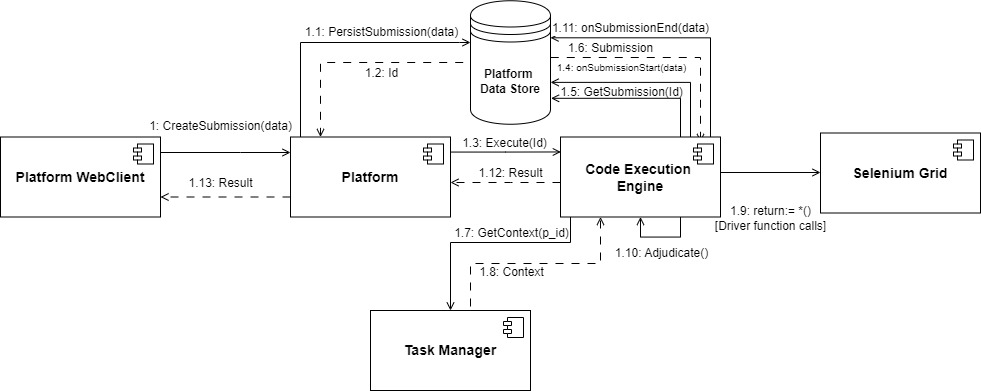 1.1: PersistSubmission(data)
1.11: onSubmissionEnd(data)
1.6: Submission
1.2: Id
Platform
Data Store
1.4: onSubmissionStart(data)
1.5: GetSubmission(Id)
1: CreateSubmission(data)
1.3: Execute(Id)
Platform WebClient
Platform
Code Execution
Engine
Selenium Grid
1.13: Result
1.12: Result
1.9: return:= *()
[Driver function calls]
1.7: GetContext(p_id)
1.10: Adjudicate()
1.8: Context
Task Manager